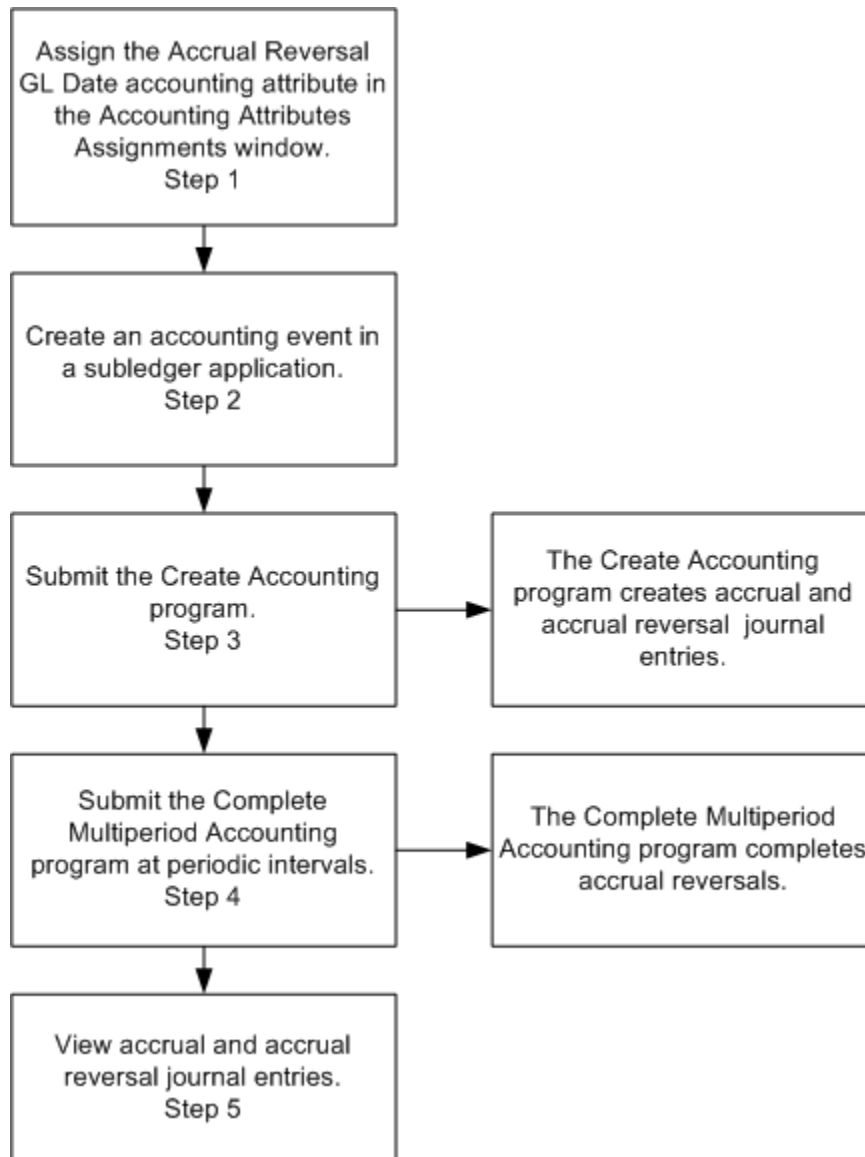 Assign the Accrual Reversal
GL Date accounting attribute in
the Accounting Attributes
Assignments window.
Step 1
Create an accounting event in
a subledger application.
Step 2
Submit the Create Accounting
program.
Step 3
The Create Accounting
program creates accrual and
accrual reversal journal
entries.
Submit the Complete
Multiperiod Accounting
program at periodic intervals.
Step 4
The Complete Multiperiod
Accounting program completes
accrual reversals.
View accrual and accrual
reversal journal entries.
Step 5